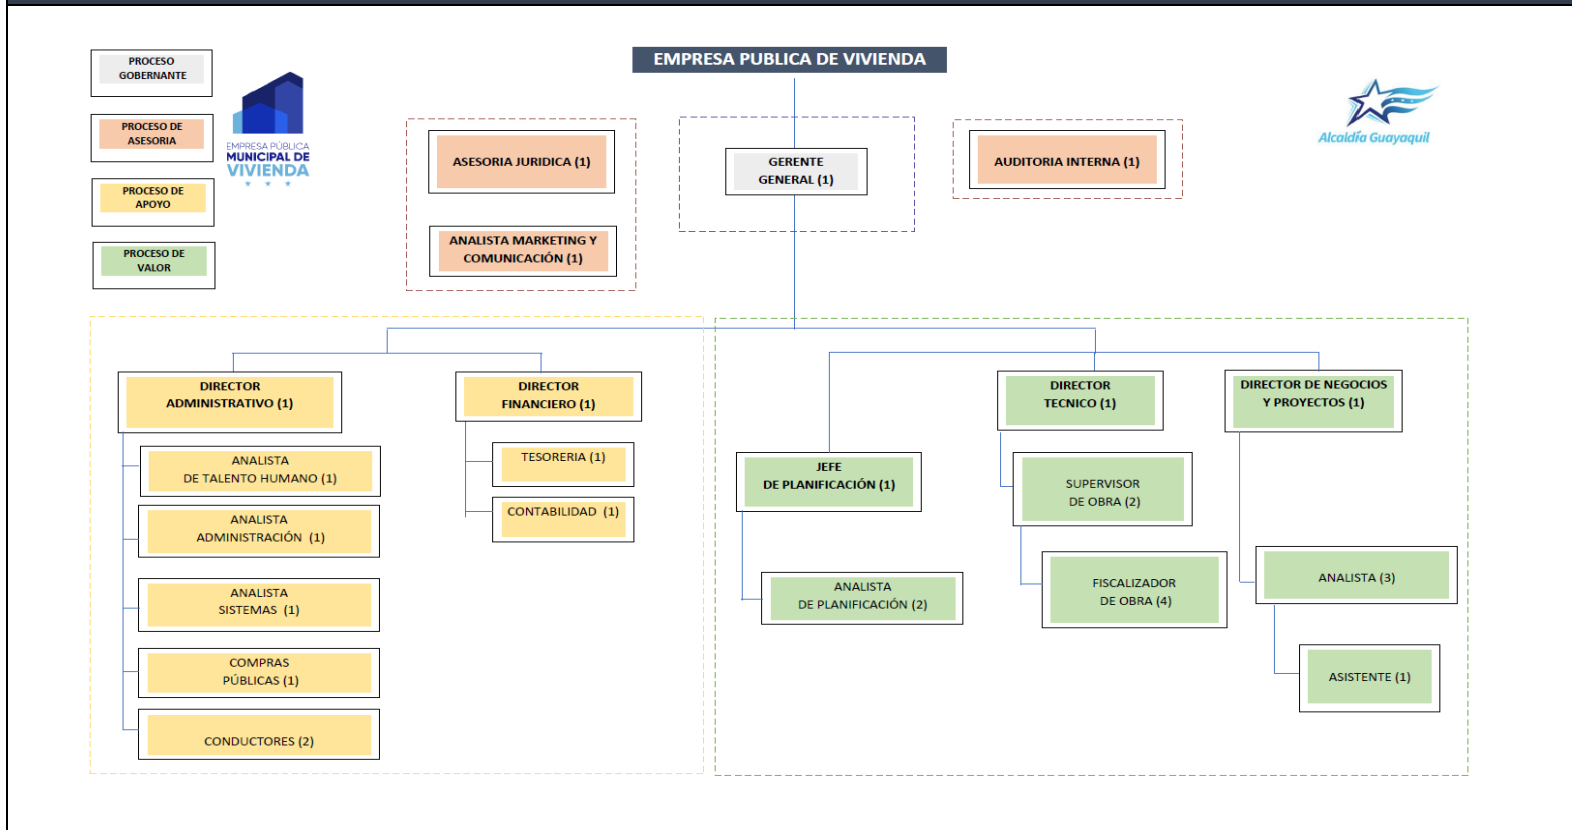 EMPRESA PUBLICA DE VIVIENDA
PROCESO
GOBERNANTE
PROCESO DE
ASESORIA
PROCESO DE
APOYO
PROCESO DE
VALOR
EMPRESA PÚBLICA
MUNICIPAL DE
VIVIENDA
Alcaldía Guayaquil
ASESORIA JURIDICA (1)
ANALISTA MARKETING Y
COMUNICACIÓN (1)
GERENTE
GENERAL (1)
AUDITORIA INTERNA (1)
DIRECTOR
ADMINISTRATIVO (1)
ANALISTA
DE TALENTO HUMANO (1)
ANALISTA
ADMINISTRACIÓN (1)
ANALISTA
SISTEMAS (1)
COMPRAS
PÚBLICAS (1)
CONDUCTORES (2)
DIRECTOR
FINANCIERO (1)
TESORERIA (1)
CONTABILIDAD (1)
JEFE
DE PLANIFICACIÓN (1)
ANALISTA
DE PLANIFICACIÓN (2)
DIRECTOR
TECNICO (1)
SUPERVISOR
DE OBRA (2)
FISCALIZADOR
DE OBRA (4)
DIRECTOR DE NEGOCIOS
Y PROYECTOS (1)
ANALISTA (3)
ASISTENTE (1)